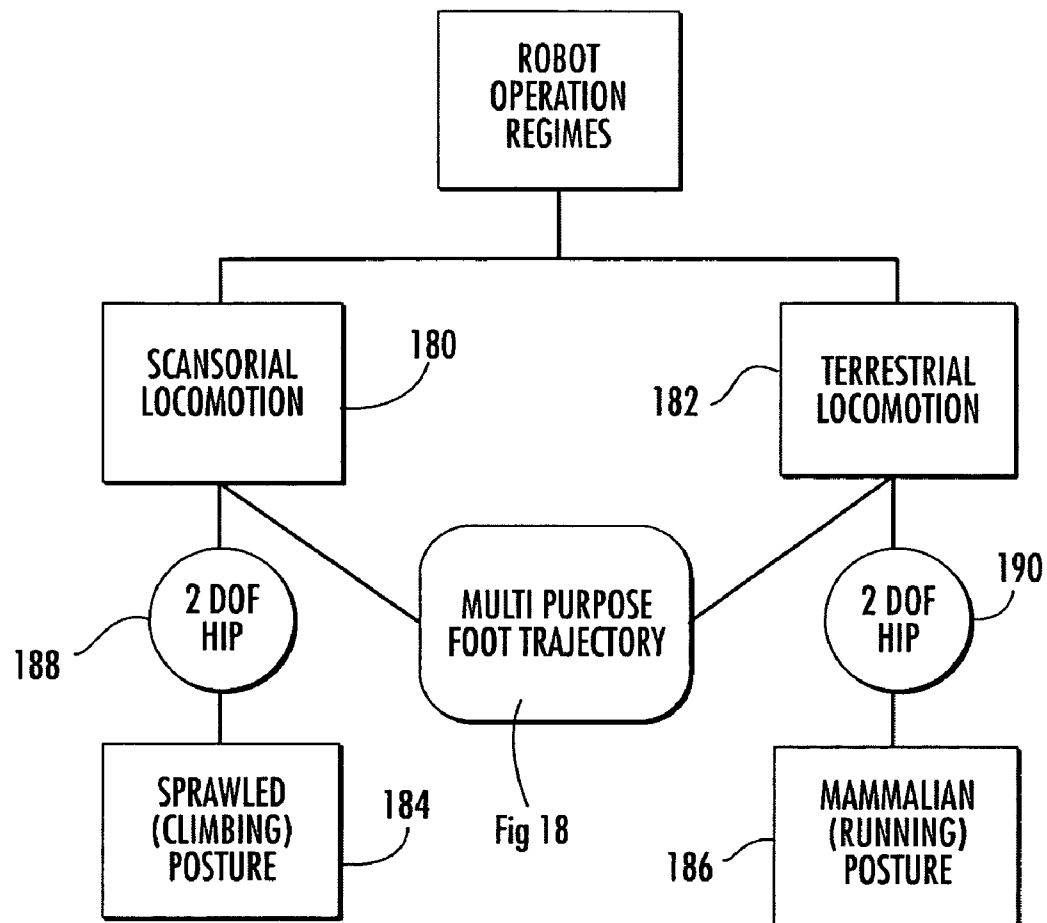 ROBOT
OPERATION
REGIMES
SCANSORIAL
LOCOMOTION
180
182
TERRESTRIAL
LOCOMOTION
2 DOF
HIP
188
MULTI PURPOSE
FOOT TRAJECTORY
2 DOF
HIP
190
SPRAWLED
(CLIMBING)
POSTURE
184
Fig 18
186
MAMMALIAN
(RUNNING)
POSTURE